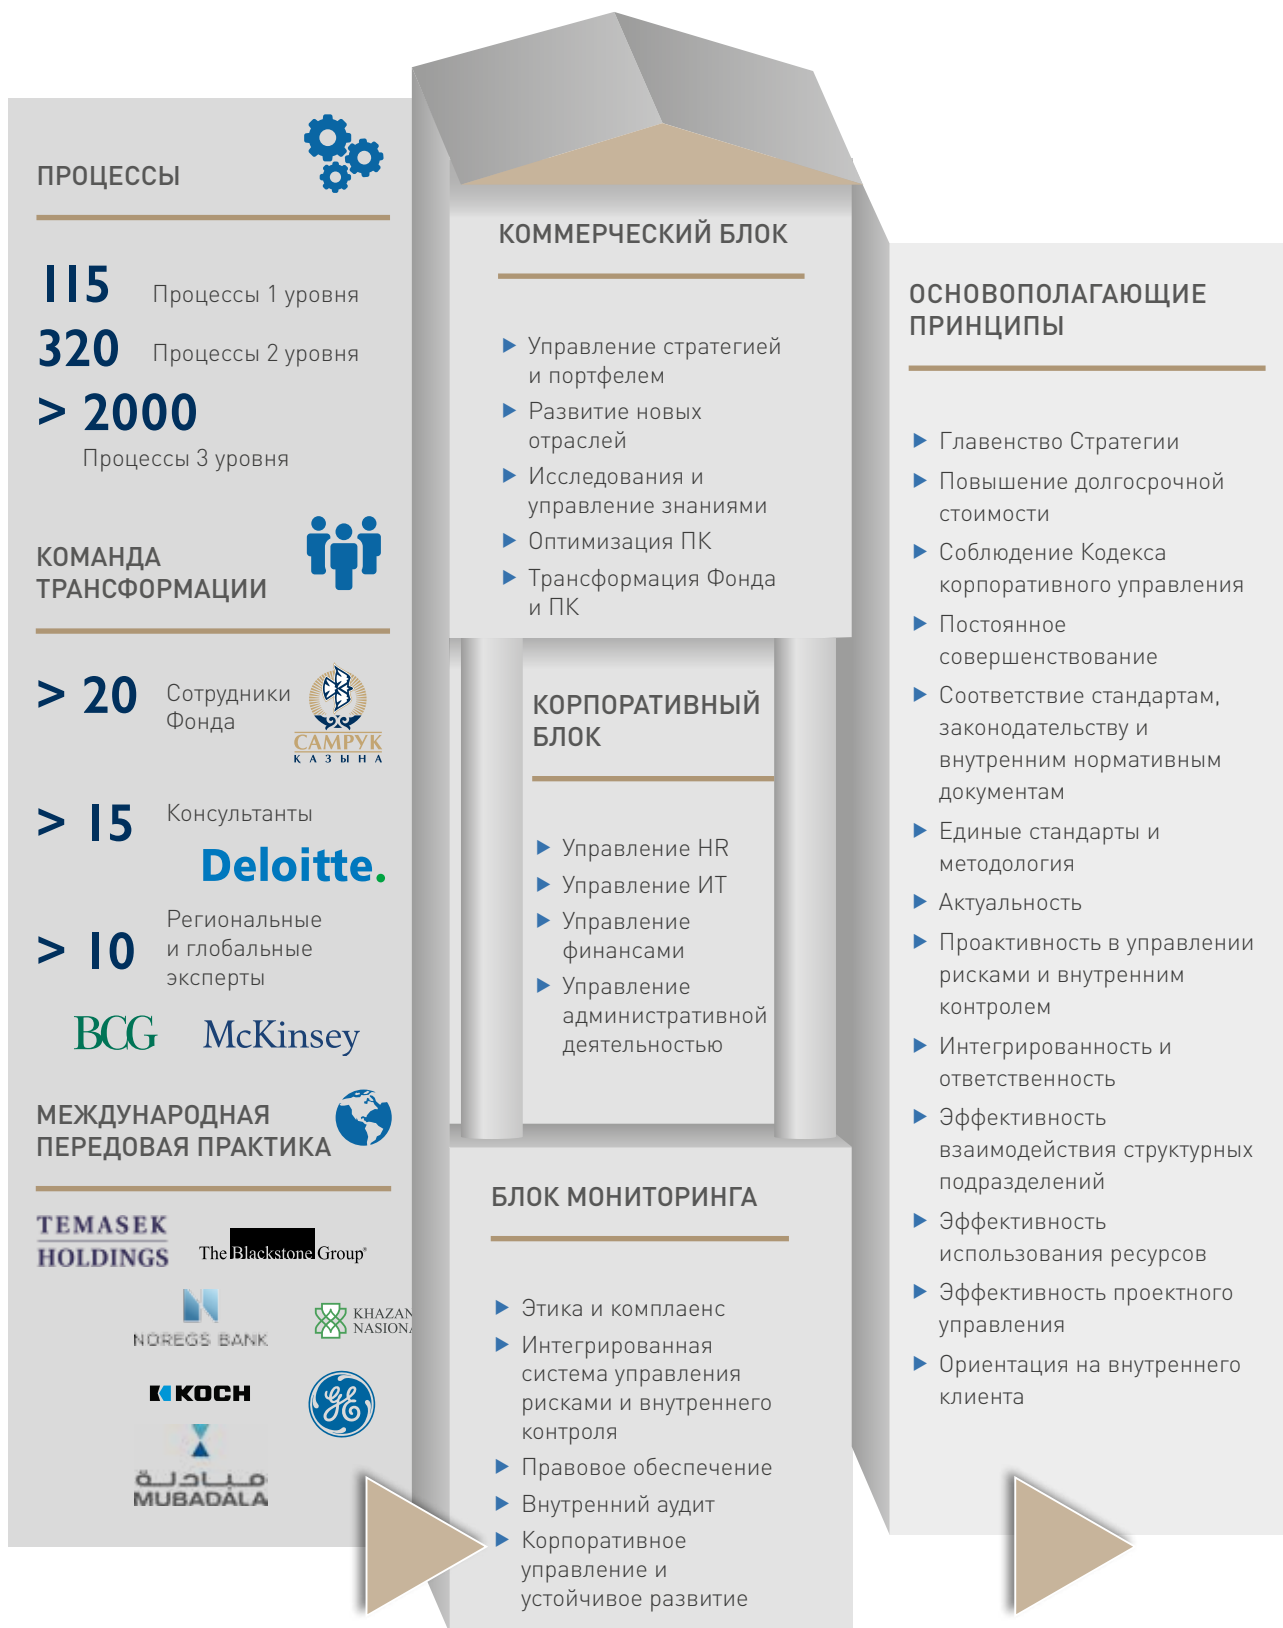 ПРОЦЕССЫ
115 Процессы 1 уровня
320 Процессы 2 уровня
> 2000
Процессы 3 уровня
КОМАНДА
ТРАНСФОРМАЦИИ
> 20 Сотрудники
Фонда
САМРУК
КАЗЫНА
> 15 Консультанты
Deloitte.
> 10 Региональные
и глобальные
эксперты
BCG McKinsey
МЕЖДУНАРОДНАЯ
ПЕРЕДОВАЯ ПРАКТИКА
TEMASEK
HOLDINGS
The Blackstone Group®
NOREGS BANK
KHAZAN
NASIONA
KOCH
GE
مبادلة
MUBADALA
КОММЕРЧЕСКИЙ БЛОК
Управление стратегией
и портфелем
Развитие новых
отраслей
Исследования и
управление знаниями
Оптимизация ПК
Трансформация Фонда
и ПК
КОРПОРАТИВНЫЙ
БЛОК
Управление HR
Управление ИТ
Управление
финансами
Управление
административной
деятельностью
БЛОК МОНИТОРИНГА
Этика и комплаенс
Интегрированная
система управления
рисками и внутреннего
контроля
Правовое обеспечение
Внутренний аудит
Корпоративное
управление и
устойчивое развитие
ОСНОВОПОЛАГАЮЩИЕ
ПРИНЦИПЫ
Главенство Стратегии
Повышение долгосрочной
стоимости
Соблюдение Кодекса
корпоративного управления
Постоянное
совершенствование
Соответствие стандартам,
законодательству и
внутренним нормативным
документам
Единые стандарты и
методология
Актуальность
Проактивность в управлении
рисками и внутренним
контролем
Интегрированность и
ответственность
Эффективность
взаимодействия структурных
подразделений
Эффективность
использования ресурсов
Эффективность проектного
управления
Ориентация на внутреннего
клиента